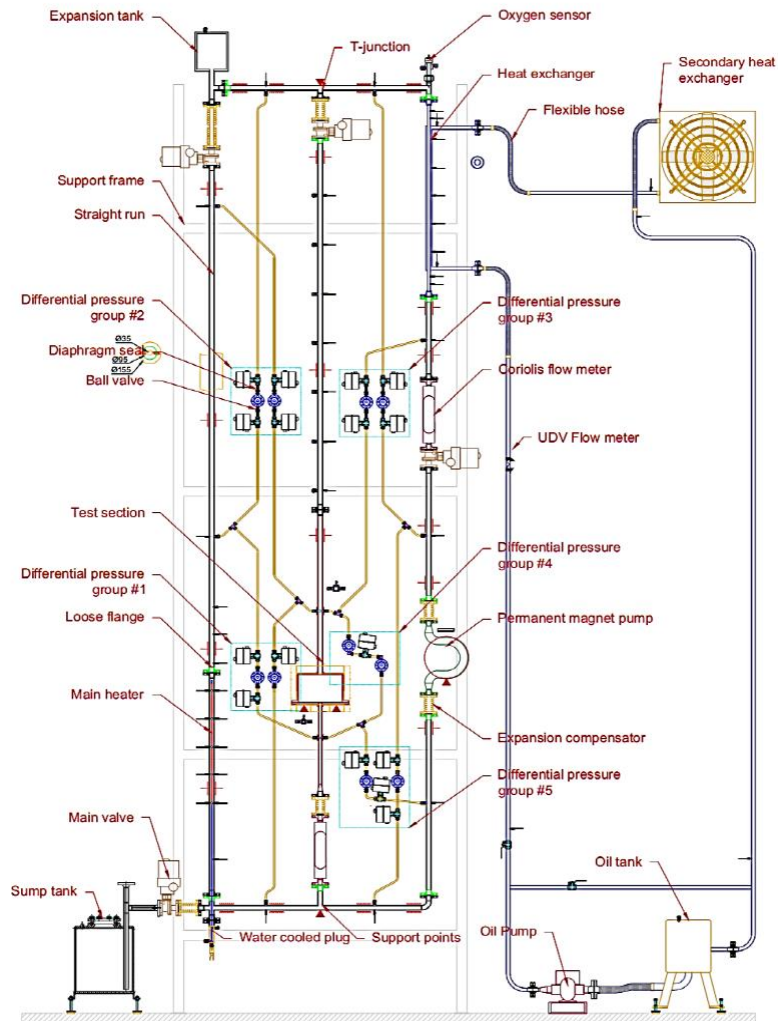 Expansion tank
Oxygen sensor
T-junction
Secondary heat
exchanger
Heat exchanger
Flexible hose
Support frame
Straight run
Differential pressure
group #2
Differential pressure
group #3
Ø35
Diaphragm seal
Ø95
Ø155
Ball valve
Coriolis flow meter
UDV Flow meter
Test section
Differential pressure
group #4
Differential pressure
group #1
Loose flange
Permanent magnet pump
Main heater
Expansion compensator
Differential pressure
group #5
Main valve
Oil tank
Sump tank
Oil Pump
Water cooled plug
Support points